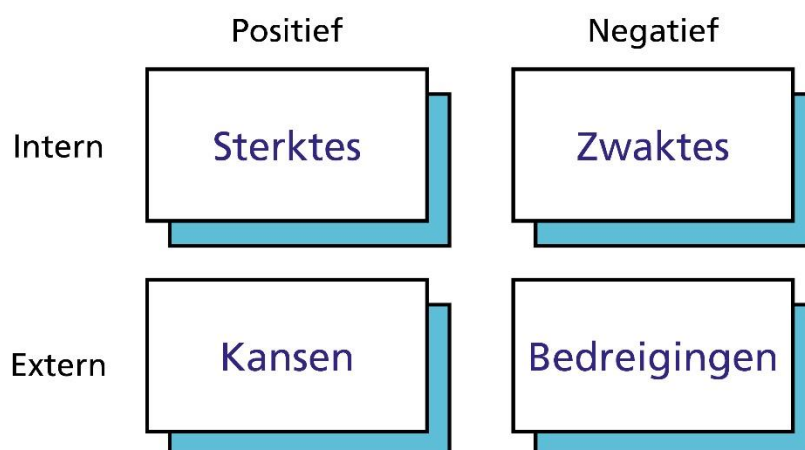 Positief Negatief
Intern Sterktes Zwaktes
Extern Kansen Bedreigingen